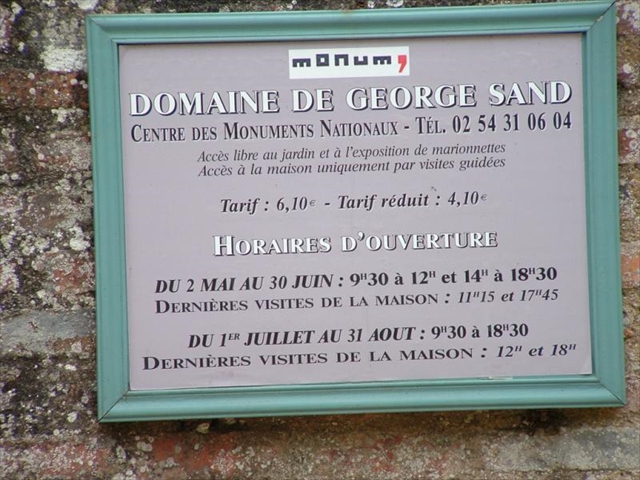 monum,
DOMAINE DE GEORGE SAND
CENTRE DES MONUMENTS NATIONAUX - TÉL. 02 54 31 06 04
Accès libre au jardin et à l'exposition de marionnettes
Accès à la maison uniquement par visites guidées
Tarif : 6,10€ - Tarif réduit : 4,10€
HORAIRES D'OUVERTURE
DU 2 MAI AU 30 JUIN : 9H30 à 12H et 14H à 18H30
DERNIÈRES VISITES DE LA MAISON : 11H15 et 17H45
DU 1ER JUILLET AU 31 AOUT : 9H30 à 18H30
DERNIÈRES VISITES DE LA MAISON : 12H et 18H